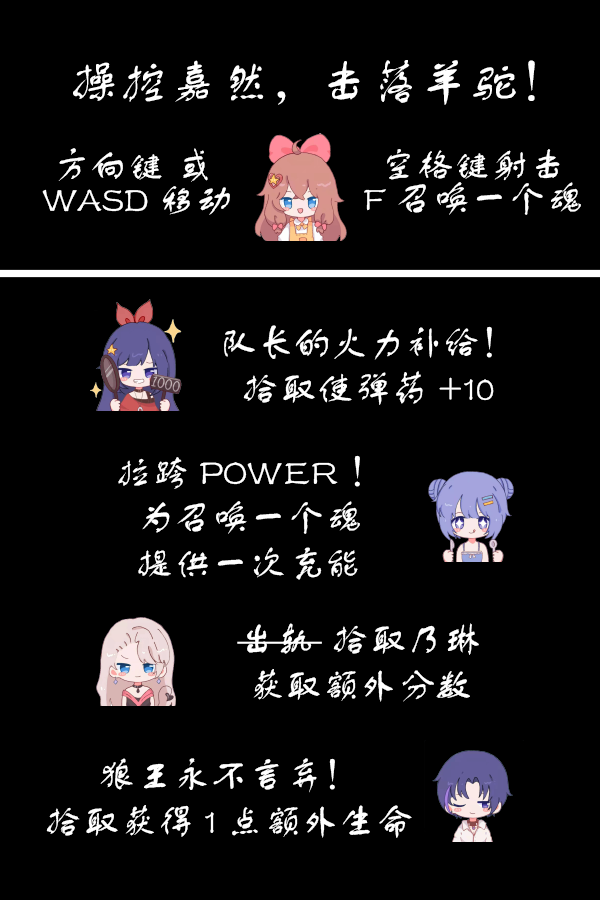 操控嘉然，击落羊驼！
方向键 或
WASD 移动
空格键射击
F 召唤一个魂
1000
队长的火力补给！
拾取使弹药 +10
拉跨 POWER！
为召唤一个魂
提供一次充能
出轨 拾取乃琳
获取额外分数
狼王永不言弃！
拾取获得 1 点额外生命